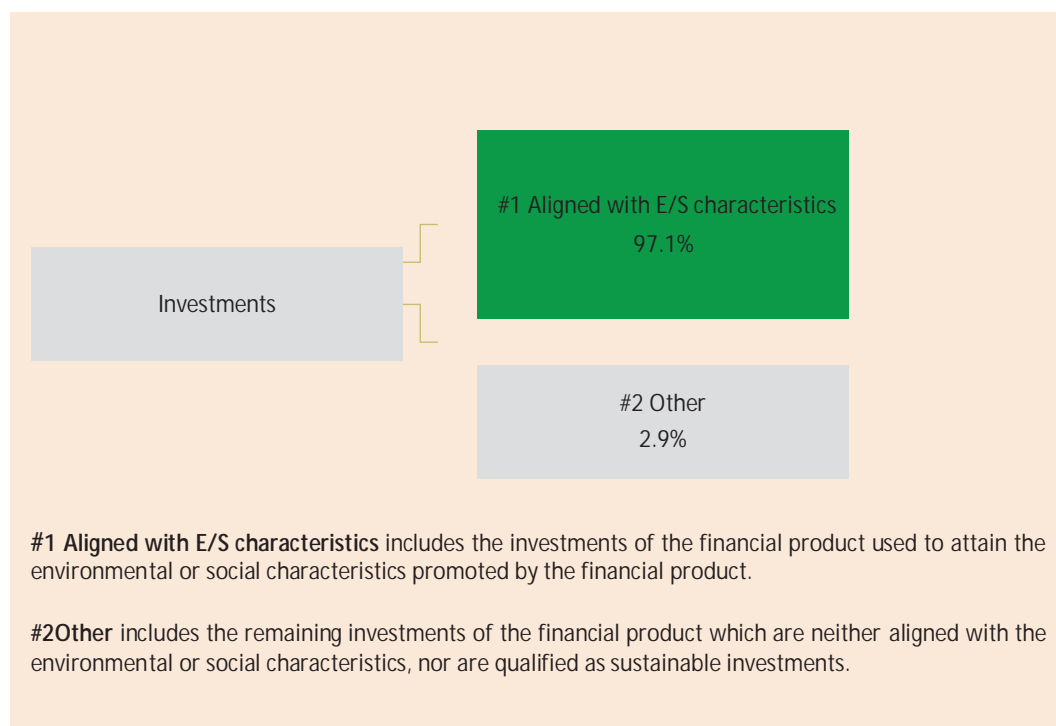 #1 Aligned with E/S characteristics
97.1%
Investments
#2 Other
2.9%
#1 Aligned with E/S characteristics includes the investments of the financial product used to attain the
environmental or social characteristics promoted by the financial product.
#2Other includes the remaining investments of the financial product which are neither aligned with the
environmental or social characteristics, nor are qualified as sustainable investments.